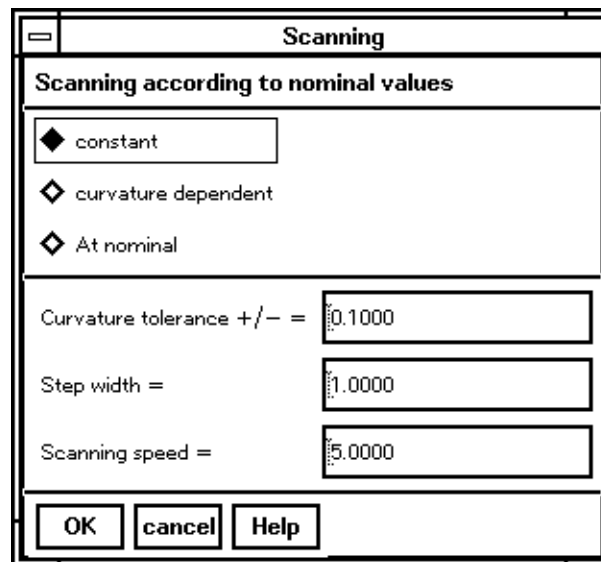 Scanning
Scanning according to nominal values
constant
curvature dependent
At nominal
Curvature tolerance +/− = 0.1000
Step width = 1.0000
Scanning speed = 5.0000
OK cancel Help